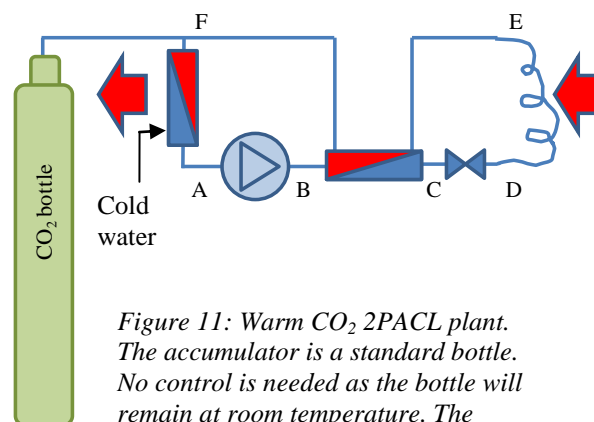 F
E
A
B
C
D
Cold
water
CO₂ bottle
Figure 11: Warm CO₂ 2PACL plant.
The accumulator is a standard bottle.
No control is needed as the bottle will
remain at room temperature. The